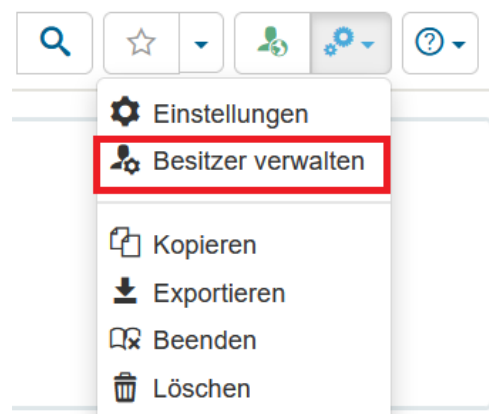 Einstellungen
Besitzer verwalten
Kopieren
Exportieren
Beenden
Löschen